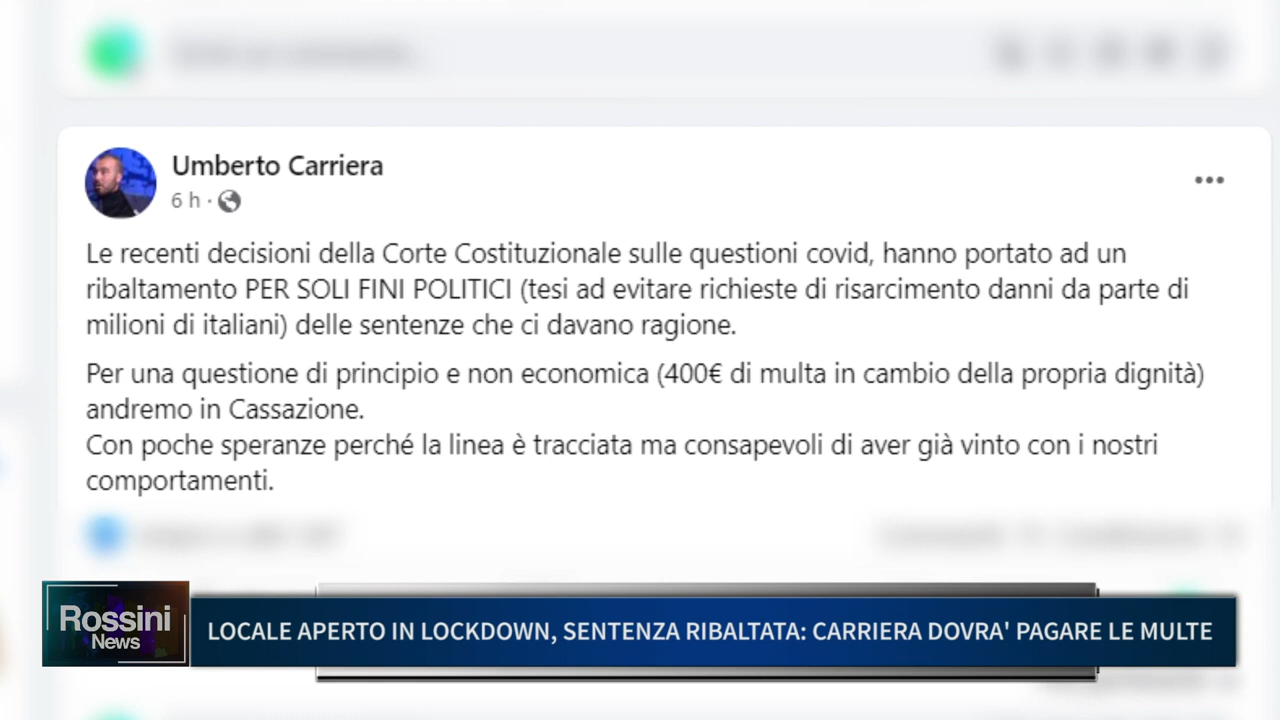 Umberto Carriera
6 h ·
Le recenti decisioni della Corte Costituzionale sulle questioni covid, hanno portato ad un
ribaltamento PER SOLI FINI POLITICI (tesi ad evitare richieste di risarcimento danni da parte di
milioni di italiani) delle sentenze che ci davano ragione.
Per una questione di principio e non economica (400€ di multa in cambio della propria dignità)
andremo in Cassazione.
Con poche speranze perché la linea è tracciata ma consapevoli di aver già vinto con i nostri
comportamenti.
Rossini
News
LOCALE APERTO IN LOCKDOWN, SENTENZA RIBALTATA: CARRIERA DOVRA' PAGARE LE MULTE